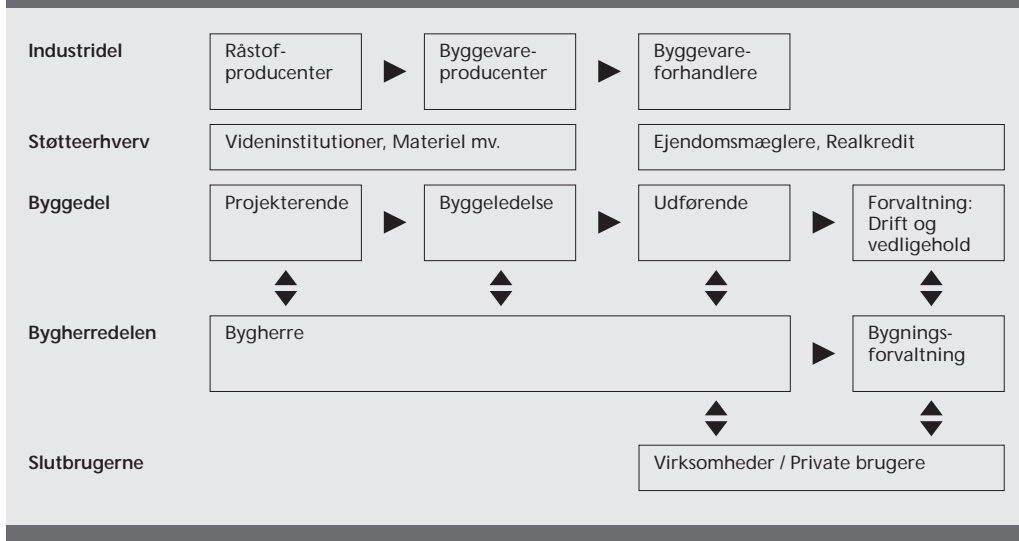 Industridel
Råstof-
producenter
Byggevare-
producenter
Byggevare-
forhandlere
Støtteerhverv
Videninstitutioner, Materiel mv.
Ejendomsmæglere, Realkredit
Byggedel
Projekterende
Byggeledelse
Udførende
Forvaltning:
Drift og
vedligehold
Bygherredelen
Bygherre
Bygnings-
forvaltning
Slutbrugerne
Virksomheder / Private brugere